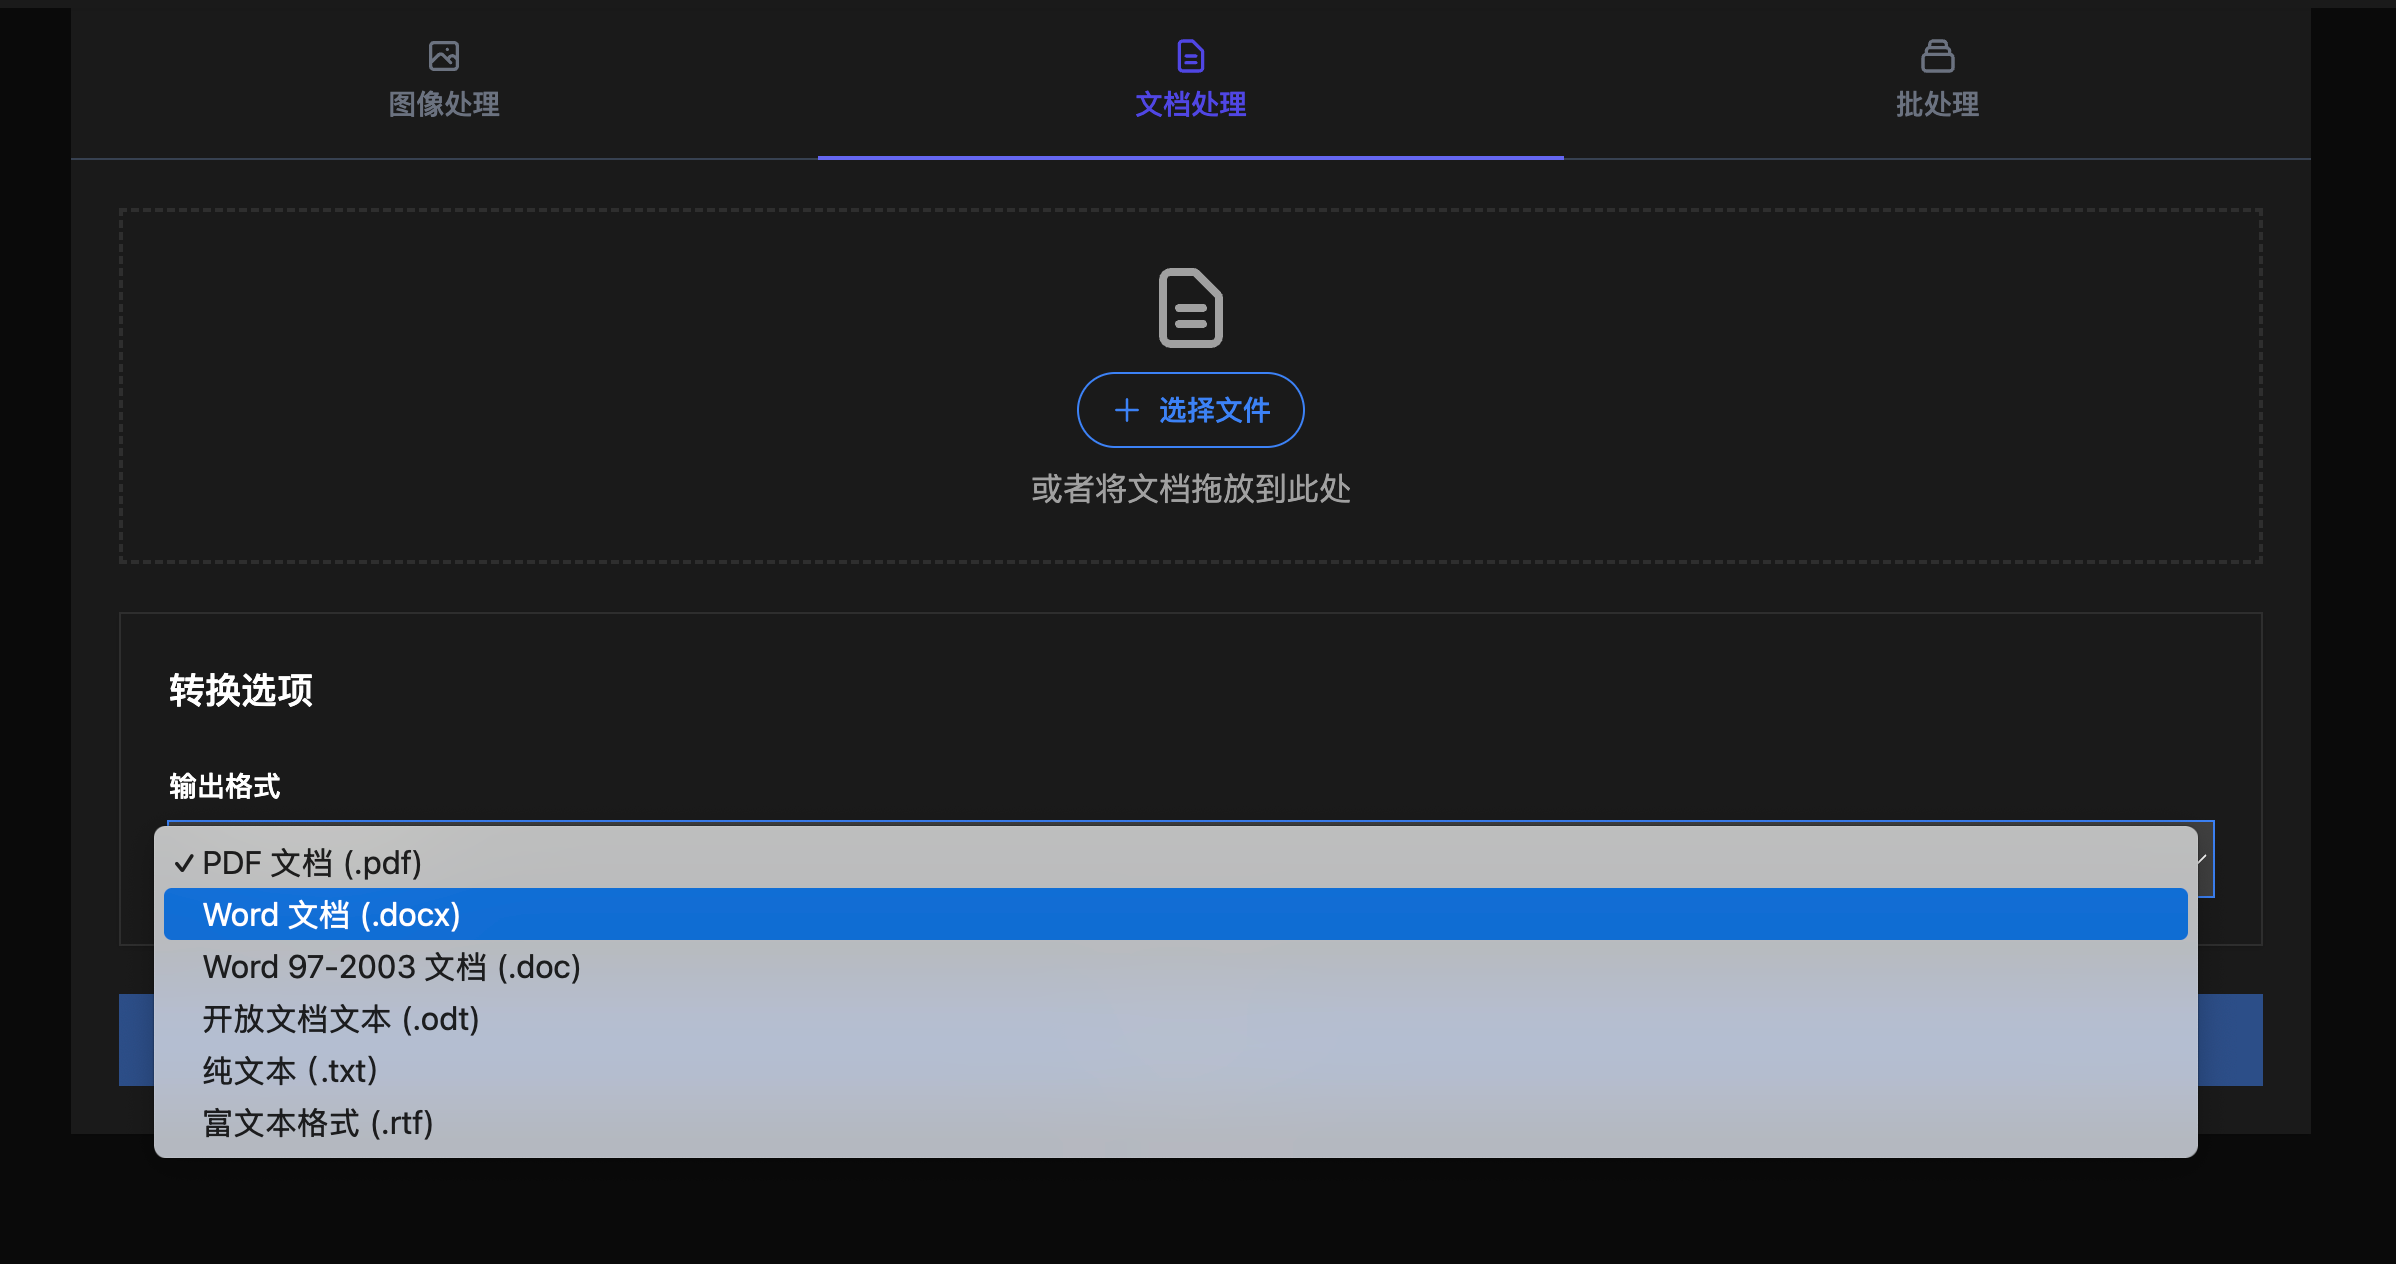 图像处理
文档处理
批处理
选择文件
或者将文档拖放到此处
转换选项
输出格式
✓ PDF 文档 (.pdf)
Word 文档 (.docx)
Word 97-2003 文档 (.doc)
开放文档文本 (.odt)
纯文本 (.txt)
富文本格式 (.rtf)